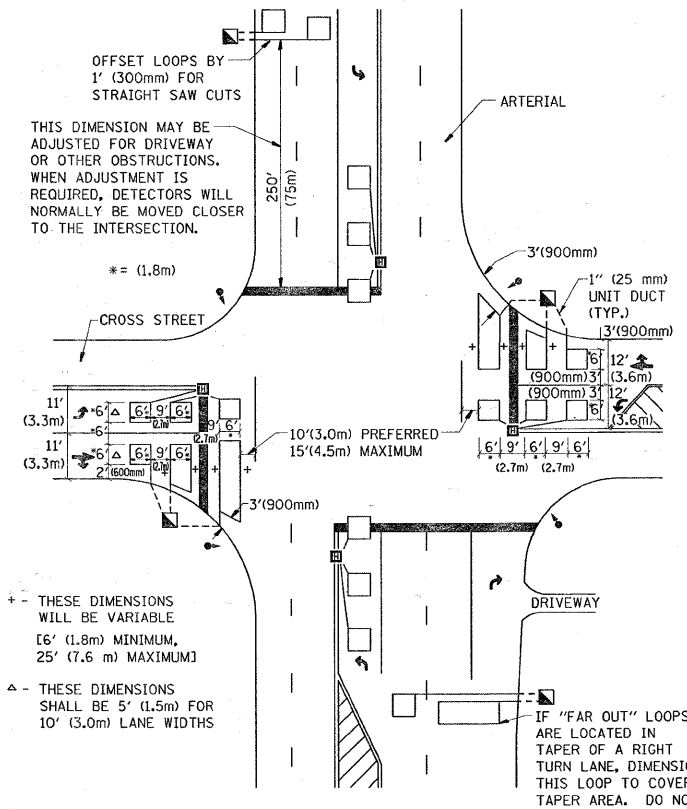 OFFSET LOOPS BY
1' (300mm) FOR
STRAIGHT SAW CUTS
THIS DIMENSION MAY BE
ADJUSTED FOR DRIVEWAY
OR OTHER OBSTRUCTIONS.
WHEN ADJUSTMENT IS
REQUIRED, DETECTORS WILL
NORMALLY BE MOVED CLOSER
TO THE INTERSECTION.
* = (1.8m)
250'
(75m)
ARTERIAL
3'(900mm)
1" (25 mm)
UNIT DUCT
(TYP.)
3'(900mm)
CROSS STREET
+ + +
*6'
12'
(3.6m)
(900mm) 3'
(900mm) 3'
12'
(3.6m)
*6'
6' 9' 6' 9' 6'
* * *
(2.7m) (2.7m)
11'
(3.3m)
*6' △ 6' 9' 6'
(2.7m)
*6'
9' 6'
(2.7m) *
11'
(3.3m)
*6' △ 6' 9' 6'
(2.7m)
2' (600mm) + +
10'(3.0m) PREFERRED
15'(4.5m) MAXIMUM
3'(900mm)
+ - THESE DIMENSIONS
WILL BE VARIABLE
[6' (1.8m) MINIMUM,
25' (7.6 m) MAXIMUM]
△ - THESE DIMENSIONS
SHALL BE 5' (1.5m) FOR
10' (3.0m) LANE WIDTHS
DRIVEWAY
IF "FAR OUT" LOOPS
ARE LOCATED IN
TAPER OF A RIGHT
TURN LANE, DIMENSIO
THIS LOOP TO COVER
TAPER AREA. DO NO